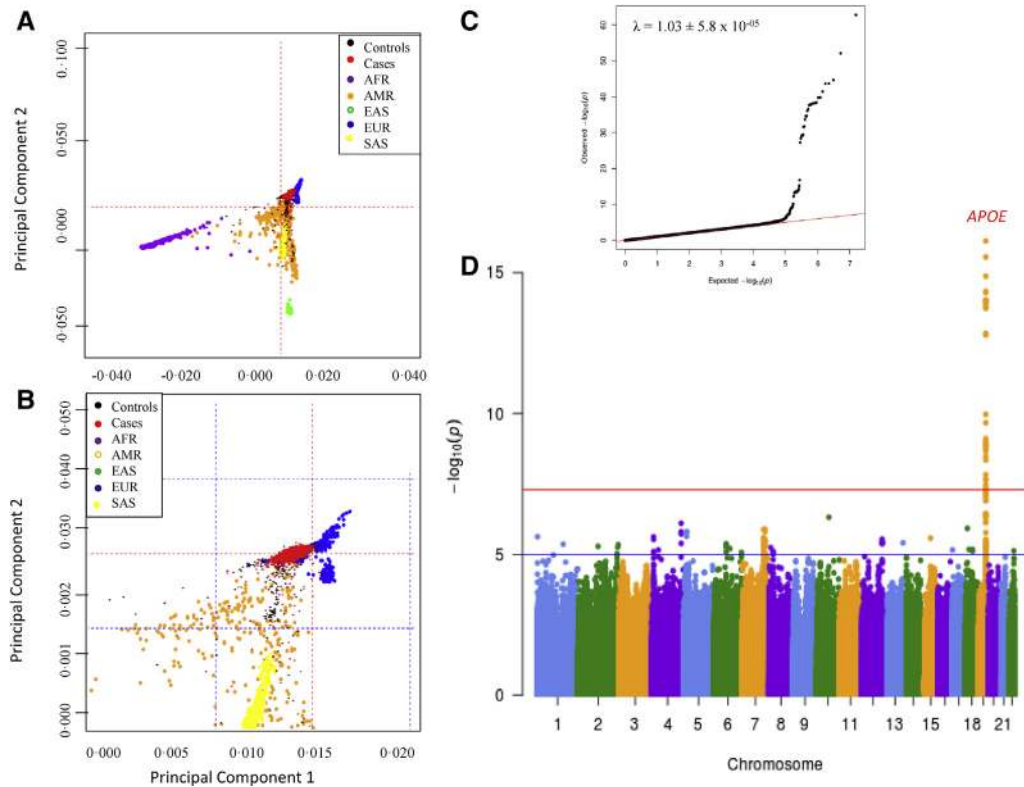 A
Principal Component 2
0·100
0·050
0·000
0·050
-0·040
-0·020
0·000
0·020
0·040
Controls
Cases
AFR
AMR
EAS
EUR
SAS
B
Principal Component 2
0·050
0·040
0·030
0·002
0·001
0·000
0·000
0·005
0·010
0·015
0·020
Principal Component 1
Controls
Cases
AFR
AMR
EAS
EUR
SAS
C
λ = 1.03 ± 5.8 x 10⁻⁰⁵
Observed −log₁₀(p)
60
50
40
30
20
10
0
0 1 2 3 4 5 6 7
Expected −log₁₀(p)
D
APOE
−log₁₀(p)
15
10
5
0
1 2 3 4 5 6 7 8 9 11 13 15 18 21
Chromosome